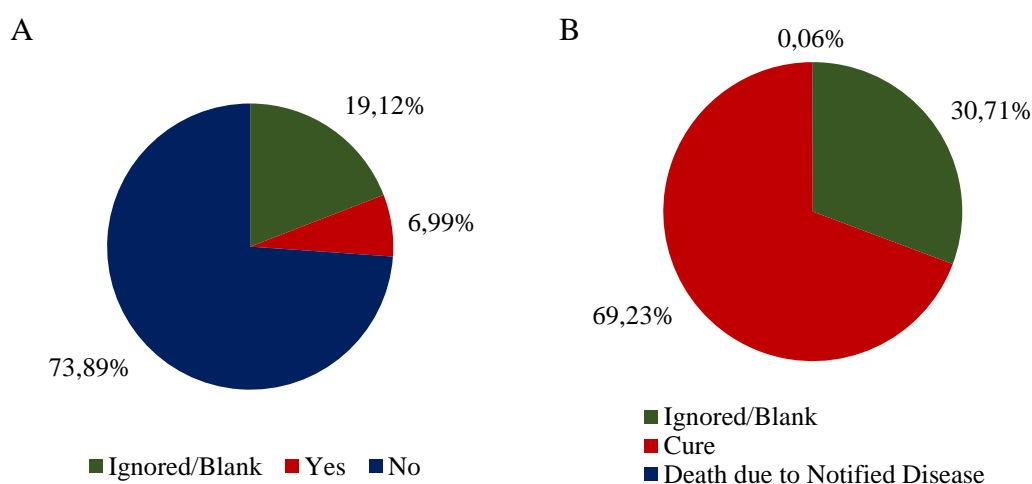 A
19,12%
6,99%
73,89%
Ignored/Blank Yes No
B
0,06%
30,71%
69,23%
Ignored/Blank
Cure
Death due to Notified Disease